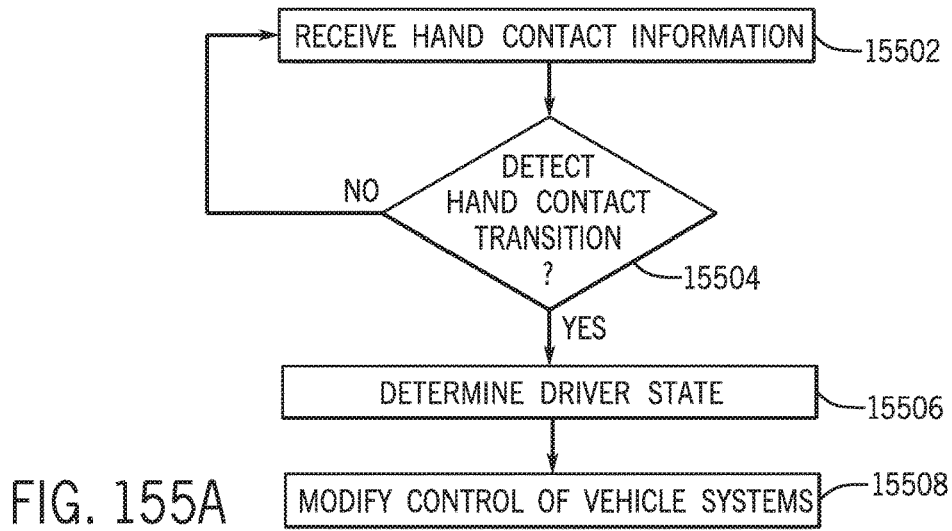 RECEIVE HAND CONTACT INFORMATION
15502
DETECT
HAND CONTACT
TRANSITION
?
NO
15504
YES
DETERMINE DRIVER STATE
15506
MODIFY CONTROL OF VEHICLE SYSTEMS
15508
FIG. 155A